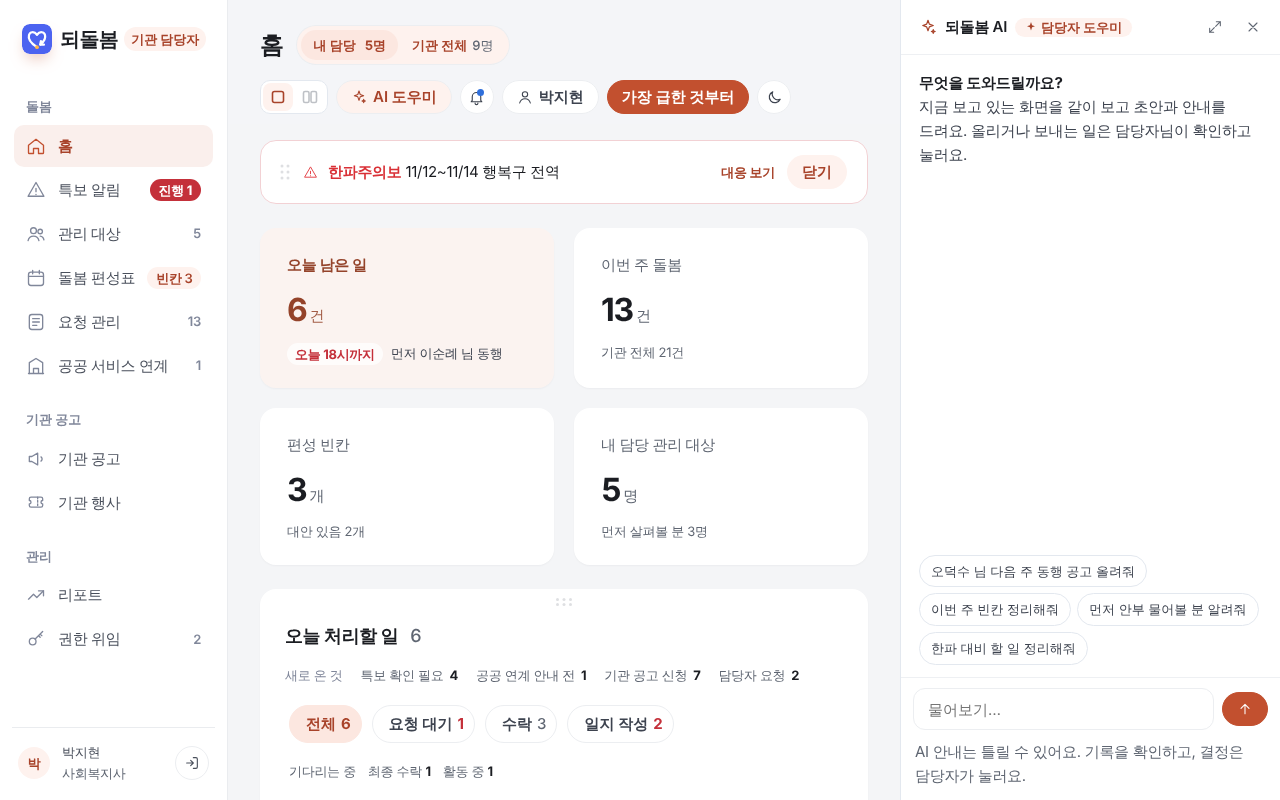 되돌봄 기관 담당자
돌봄
홈
특보 알림 진행 1
관리 대상 5
돌봄 편성표 빈칸 3
요청 관리 13
공공 서비스 연계 1
기관 공고
기관 공고
기관 행사
관리
리포트
권한 위임 2
박 박지현
사회복지사
홈 내 담당 5명 기관 전체 9명
AI 도우미 박지현 가장 급한 것부터
한파주의보 11/12~11/14 행복구 전역 대응 보기 닫기
오늘 남은 일
6건
오늘 18시까지 먼저 이순례 님 동행
이번 주 돌봄
13건
기관 전체 21건
편성 빈칸
3개
대안 있음 2개
내 담당 관리 대상
5명
먼저 살펴볼 분 3명
오늘 처리할 일 6
새로 온 것 특보 확인 필요 4 공공 연계 안내 전 1 기관 공고 신청 7 담당자 요청 2
전체 6 요청 대기 1 수락 3 일지 작성 2
기다리는 중 최종 수락 1 활동 중 1
되돌봄 AI 담당자 도우미
무엇을 도와드릴까요?
지금 보고 있는 화면을 같이 보고 초안과 안내를
드려요. 올리거나 보내는 일은 담당자님이 확인하고
눌러요.
오덕수 님 다음 주 동행 공고 올려줘
이번 주 빈칸 정리해줘 먼저 안부 물어볼 분 알려줘
한파 대비 할 일 정리해줘
물어보기...
AI 안내는 틀릴 수 있어요. 기록을 확인하고, 결정은
담당자가 눌러요.